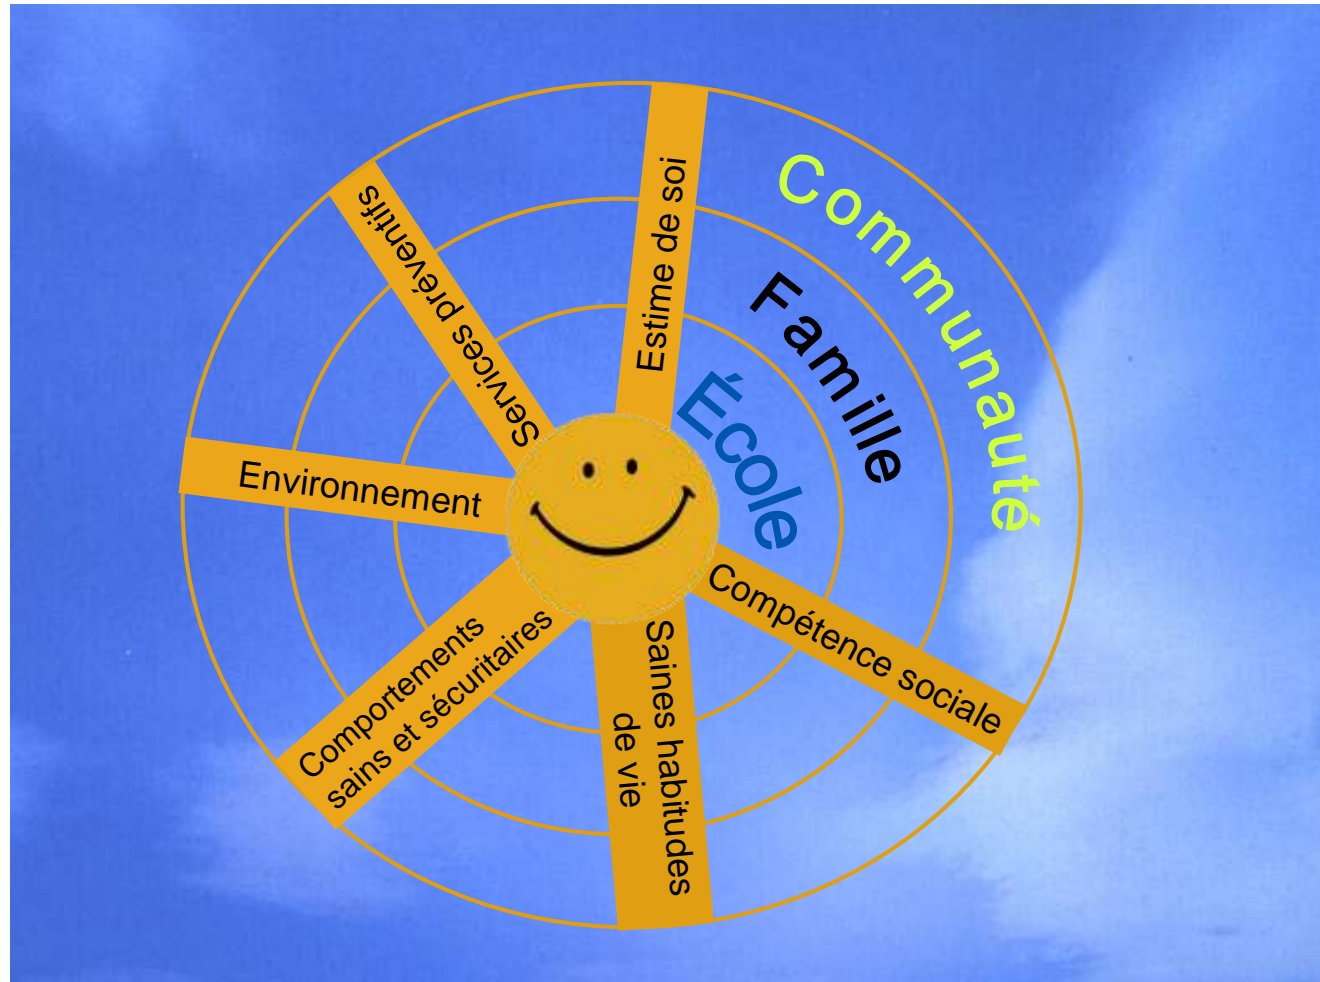 Estime de soi
Communauté
Famille
École
Compétence sociale
Saines habitudes
de vie
Comportements
sains et sécuritaires
Environnement
Services préventifs